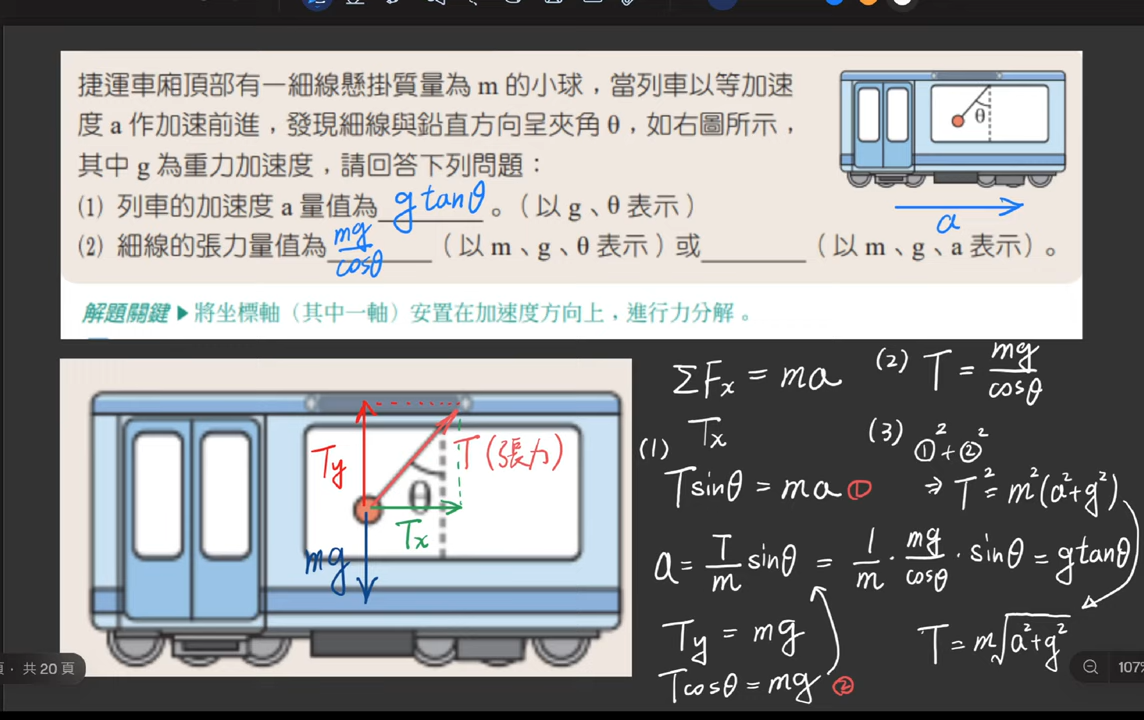 捷運車廂頂部有一細線懸掛質量為 m 的小球，當列車以等加速
度 a 作加速前進，發現細線與鉛直方向呈夾角 θ，如右圖所示，
其中 g 為重力加速度，請回答下列問題：
(1) 列車的加速度 a 量值為 g tanθ 。（以 g、θ 表示）
(2) 細線的張力量值為 mg/cosθ （以 m、g、θ 表示）或______（以 m、g、a 表示）。
θ
a
解題關鍵▶將坐標軸（其中一軸）安置在加速度方向上，進行力分解。
Ty
T (張力)
θ
Tx
mg
ΣFx = ma
(1) Tx
Tsinθ = ma ①
a = T/m sinθ = 1/m · mg/cosθ · sinθ = g tanθ
Ty = mg
Tcosθ = mg ②
(2) T = mg/cosθ
(3) ①² + ②²
⇒ T² = m²(a²+g²)
T = m√(a²+g²)
頁 · 共 20 頁
107%